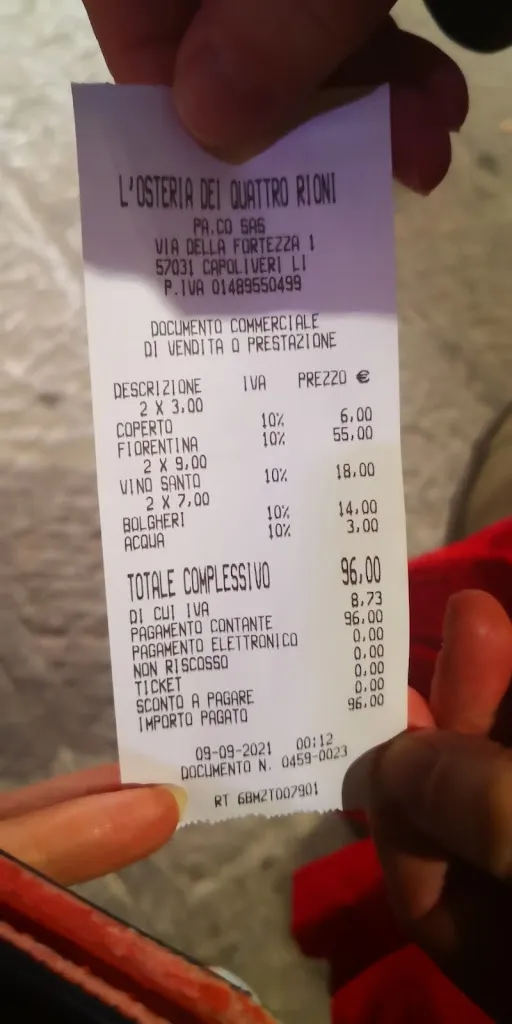 L'OSTERIA DEI QUATTRO RIONI
PA.CO SAS
VIA DELLA FORTEZZA 1
57031 CAPOLIVERI LI
P.IVA 01489550499
DOCUMENTO COMMERCIALE
DI VENDITA O PRESTAZIONE
DESCRIZIONE IVA PREZZO €
2 X 3,00
COPERTO 10% 6,00
FIORENTINA 10% 55,00
2 X 9,00
VINO SANTO 10% 18,00
2 X 7,00
BOLGHERI 10% 14,00
ACQUA 10% 3,00
TOTALE COMPLESSIVO 96,00
DI CUI IVA 8,73
PAGAMENTO CONTANTE 96,00
PAGAMENTO ELETTRONICO 0,00
NON RISCOSSO 0,00
TICKET 0,00
SCONTO A PAGARE 0,00
IMPORTO PAGATO 96,00
09-09-2021 00:12
DOCUMENTO N. 0459-0023
RT 6BMZT007901